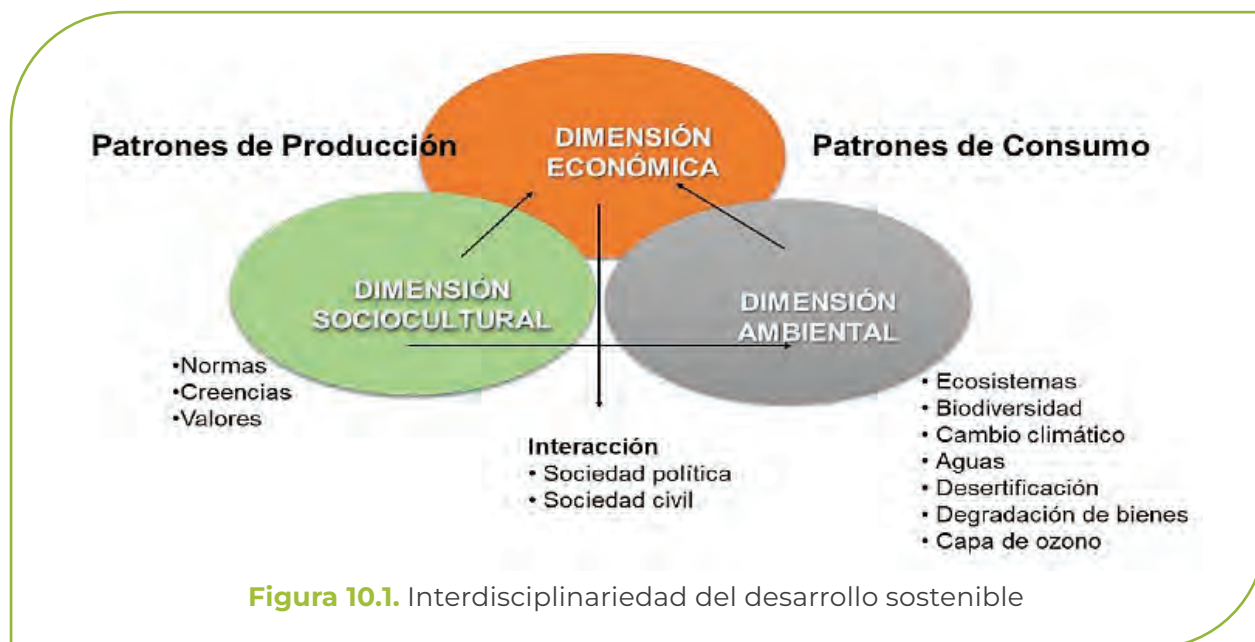 Patrones de Producción
DIMENSIÓN
ECONÓMICA
Patrones de Consumo
DIMENSIÓN
SOCIOCULTURAL
DIMENSIÓN
AMBIENTAL
•Normas
•Creencias
•Valores
Interacción
• Sociedad política
• Sociedad civil
• Ecosistemas
• Biodiversidad
• Cambio climático
• Aguas
• Desertificación
• Degradación de bienes
• Capa de ozono
Figura 10.1. Interdisciplinariedad del desarrollo sostenible